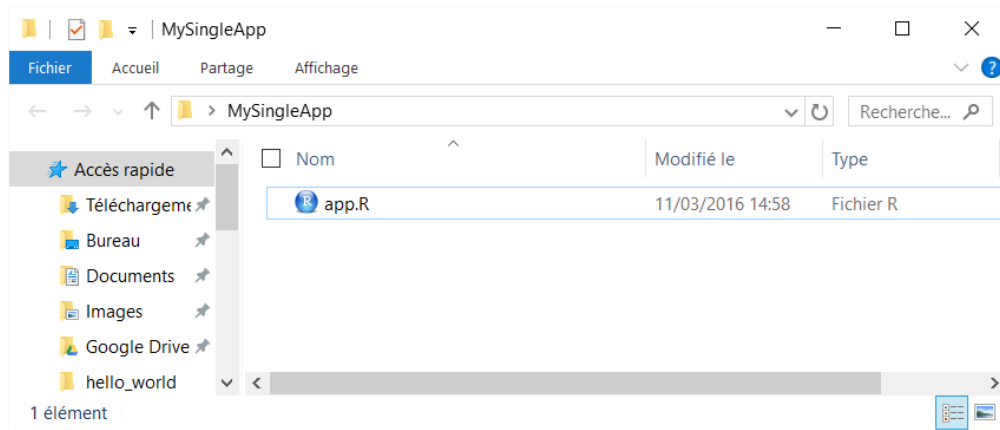 MySingleApp
Fichier Accueil Partage Affichage
MySingleApp Recherche...
Accès rapide Nom Modifié le Type
Téléchargeme app.R 11/03/2016 14:58 Fichier R
Bureau
Documents
Images
Google Drive
hello_world
1 élément